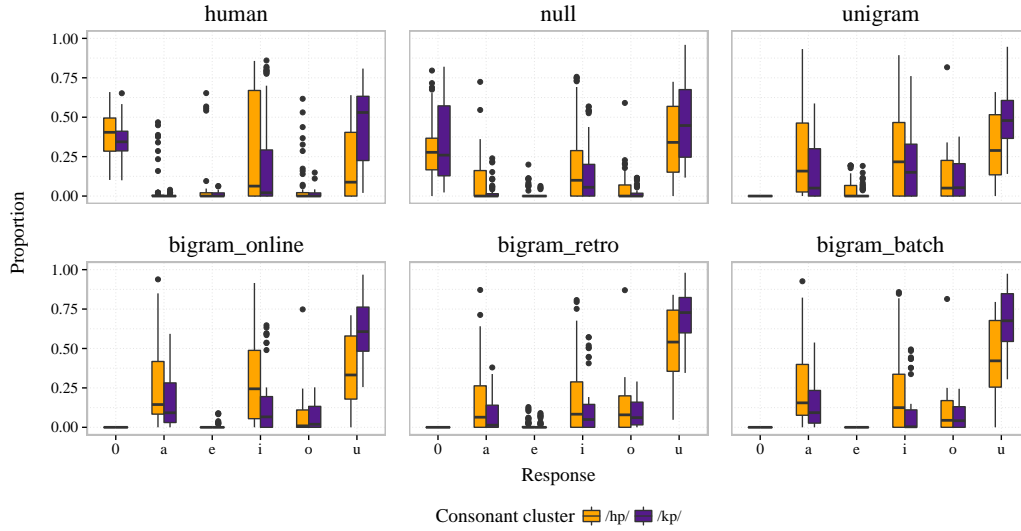 human null unigram
1.00
0.75
0.50
0.25
0.00
bigram_online bigram_retro bigram_batch
1.00
0.75
0.50
0.25
0.00
Proportion
0 a e i o u 0 a e i o u 0 a e i o u
Response
Consonant cluster /hp/ /kp/